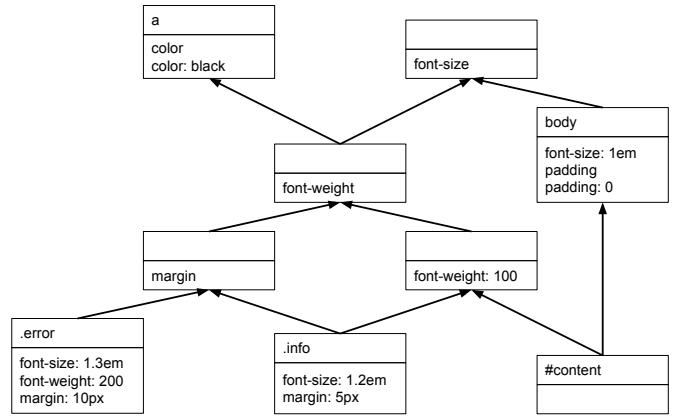 a
color
color: black
font-size
body
font-size: 1em
padding
padding: 0
font-weight
margin
font-weight: 100
.error
font-size: 1.3em
font-weight: 200
margin: 10px
.info
font-size: 1.2em
margin: 5px
#content